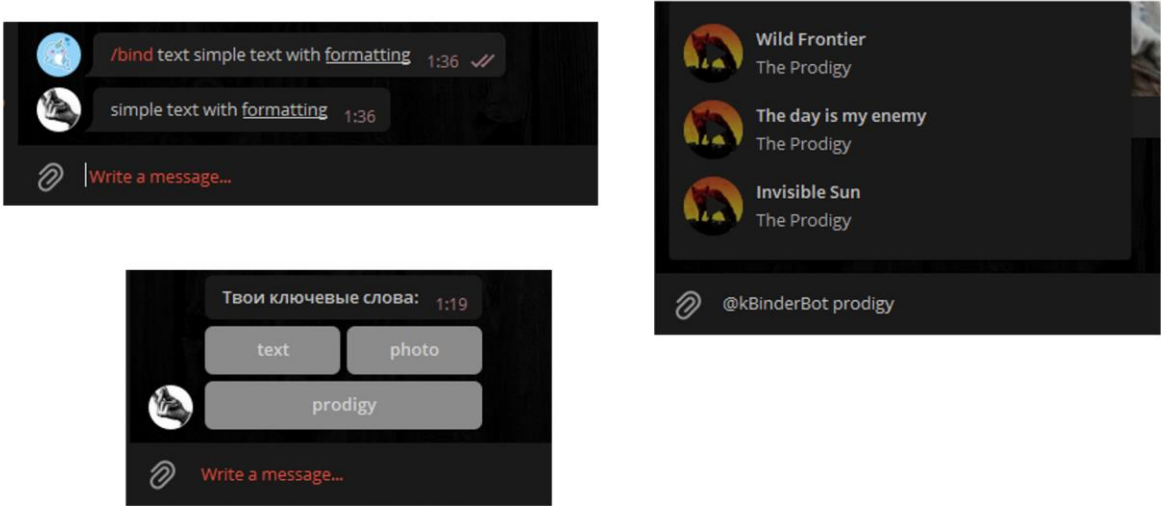 /bind text simple text with formatting 1:36
simple text with formatting 1:36
Write a message...
Wild Frontier
The Prodigy
The day is my enemy
The Prodigy
Invisible Sun
The Prodigy
@kBinderBot prodigy
Твои ключевые слова: 1:19
text photo
prodigy
Write a message...